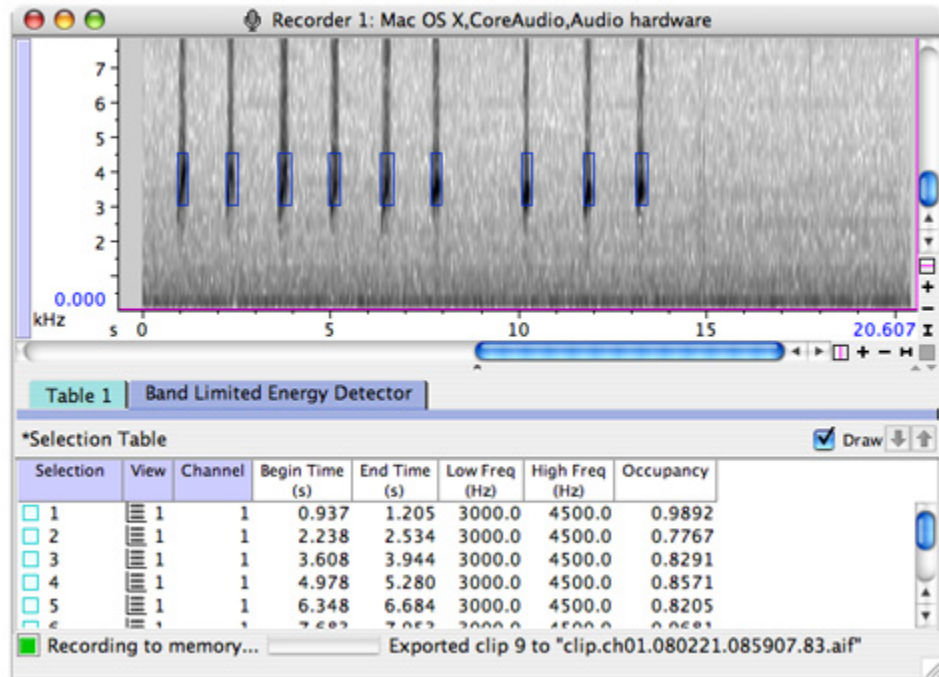 Recorder 1: Mac OS X,CoreAudio,Audio hardware
7
6
5
4
3
2
0.000
kHz
s 0 5 10 15 20.607
Table 1 Band Limited Energy Detector
*Selection Table Draw
Selection View Channel Begin Time (s) End Time (s) Low Freq (Hz) High Freq (Hz) Occupancy
1 1 1 0.937 1.205 3000.0 4500.0 0.9892
2 1 1 2.238 2.534 3000.0 4500.0 0.7767
3 1 1 3.608 3.944 3000.0 4500.0 0.8291
4 1 1 4.978 5.280 3000.0 4500.0 0.8571
5 1 1 6.348 6.684 3000.0 4500.0 0.8205
Recording to memory... Exported clip 9 to "clip.ch01.080221.085907.83.aif"